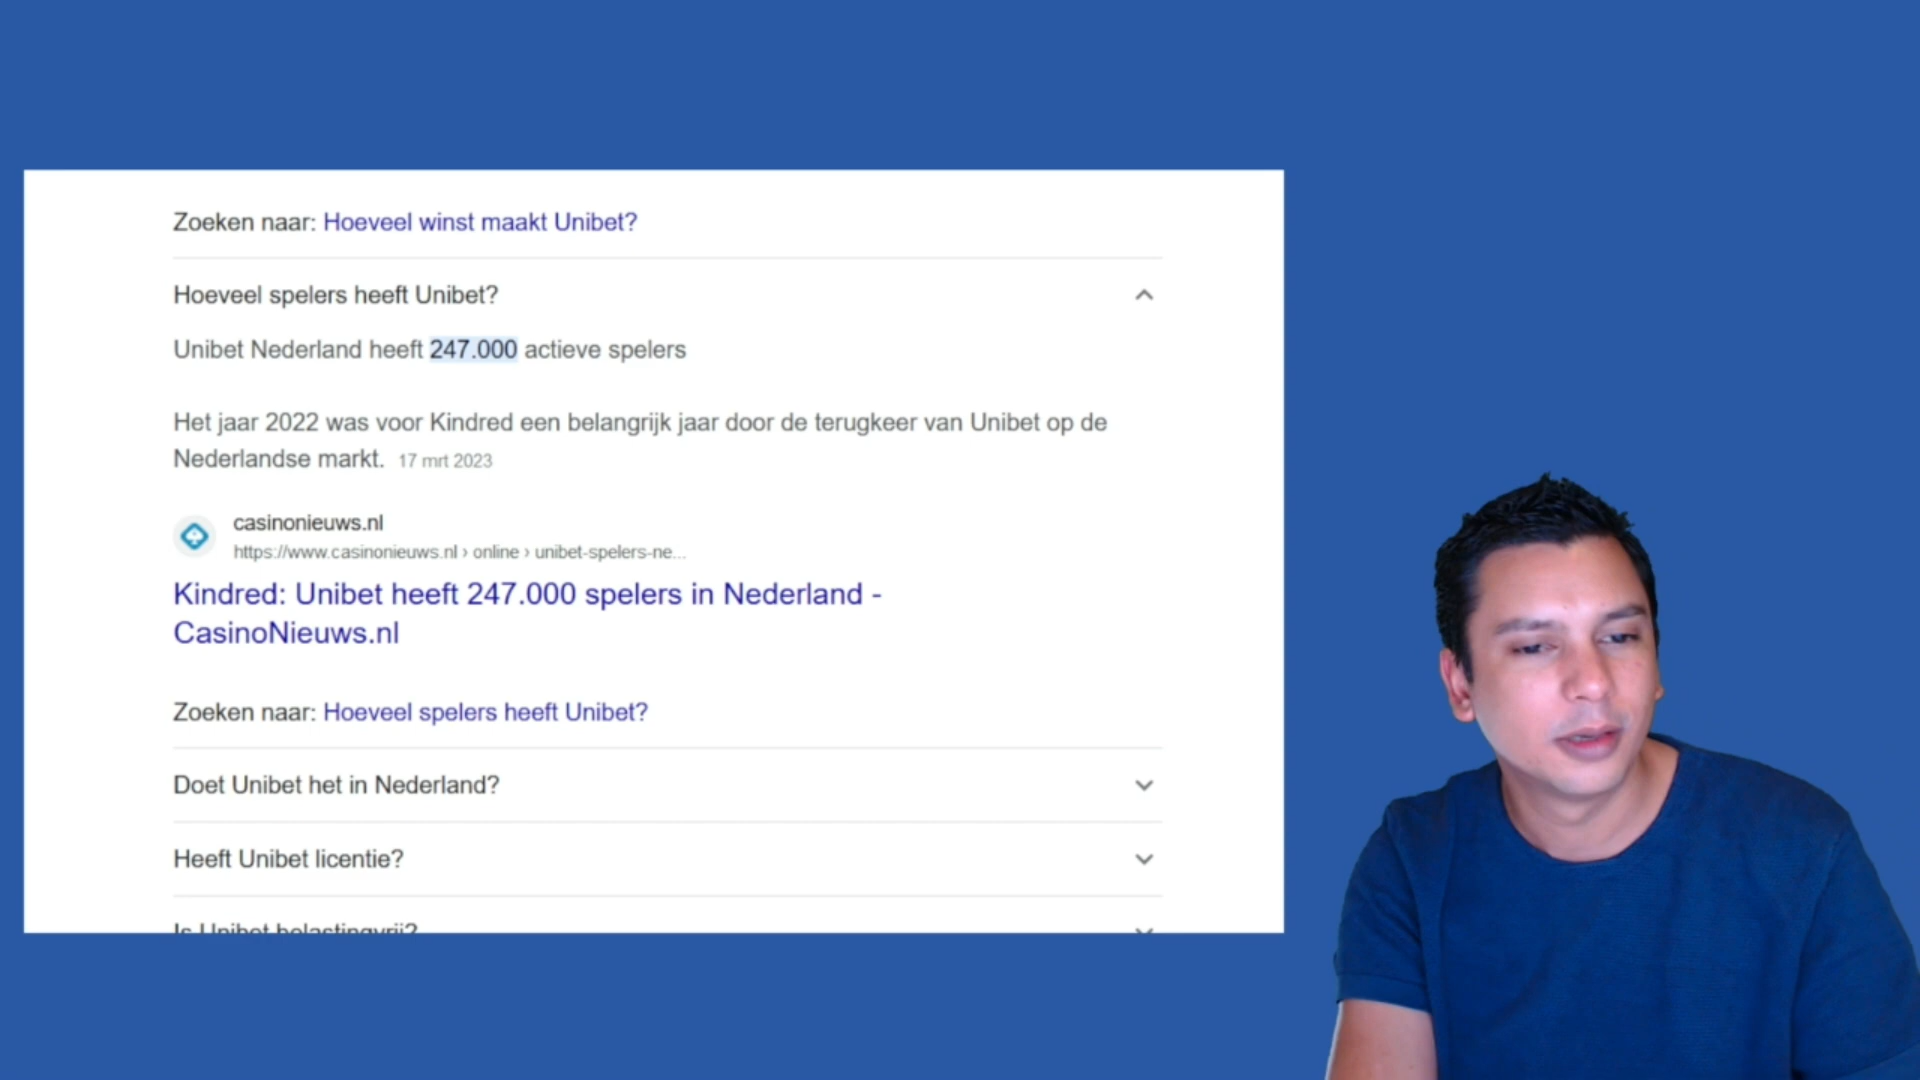 Zoeken naar: Hoeveel winst maakt Unibet?
Hoeveel spelers heeft Unibet?
Unibet Nederland heeft 247.000 actieve spelers
Het jaar 2022 was voor Kindred een belangrijk jaar door de terugkeer van Unibet op de
Nederlandse markt. 17 mrt 2023
casinonieuws.nl
https://www.casinonieuws.nl › online › unibet-spelers-ne...
Kindred: Unibet heeft 247.000 spelers in Nederland -
CasinoNieuws.nl
Zoeken naar: Hoeveel spelers heeft Unibet?
Doet Unibet het in Nederland?
Heeft Unibet licentie?
Is Unibet belastingvrij?